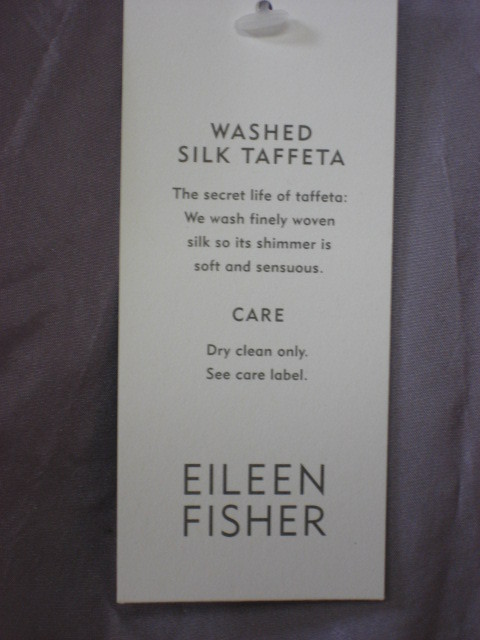 WASHED
SILK TAFFETA
The secret life of taffeta:
We wash finely woven
silk so its shimmer is
soft and sensuous.
CARE
Dry clean only.
See care label.
EILEEN
FISHER